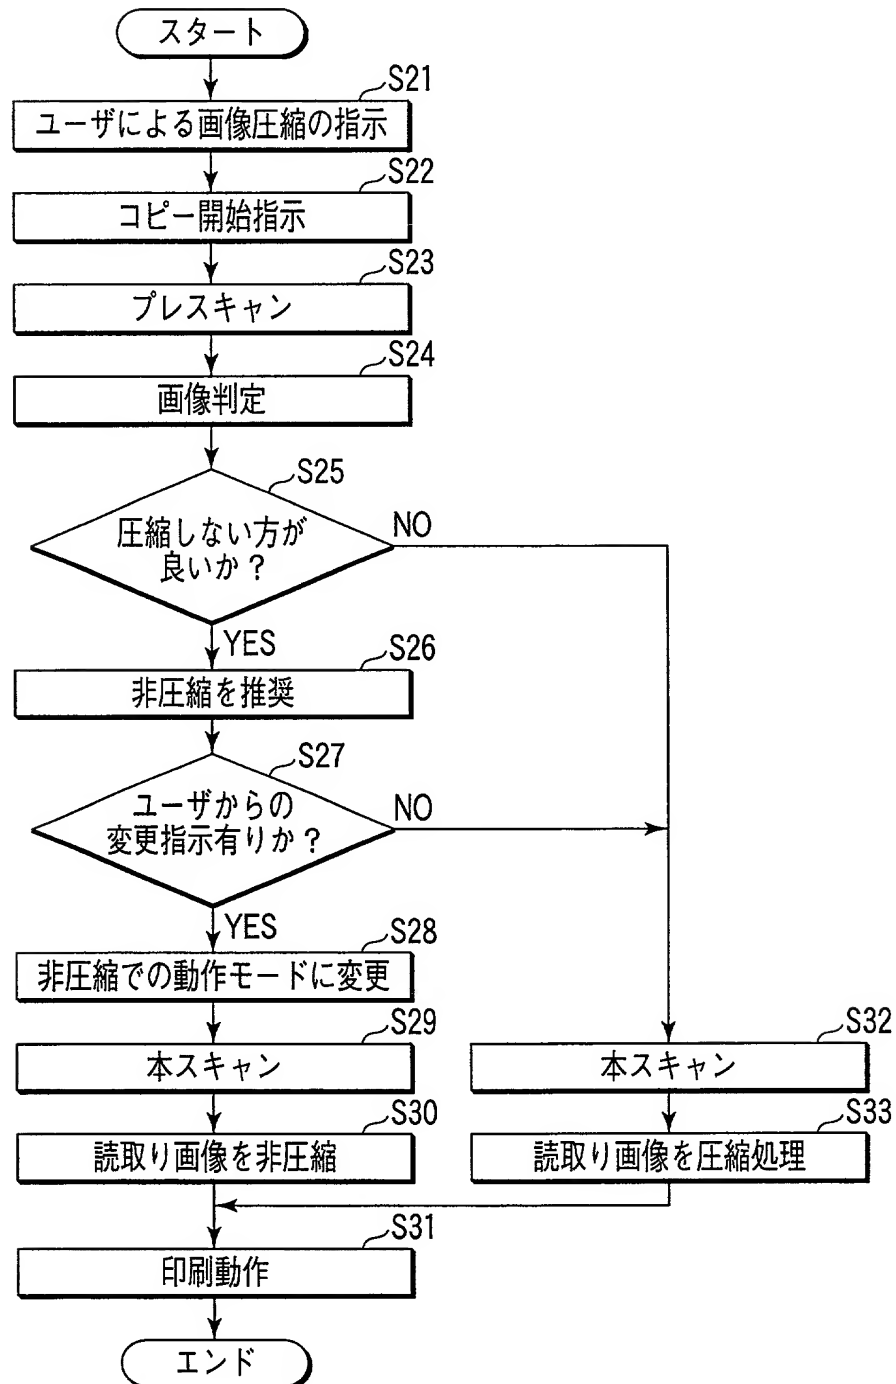 スタート
S21
ユーザによる画像圧縮の指示
S22
コピー開始指示
S23
プレスキャン
S24
画像判定
S25
圧縮しない方が
良いか？
NO
YES
S26
非圧縮を推奨
S27
ユーザからの
変更指示有りか？
NO
YES
S28
非圧縮での動作モードに変更
S29
本スキャン
S32
本スキャン
S30
読取り画像を非圧縮
S33
読取り画像を圧縮処理
S31
印刷動作
エンド